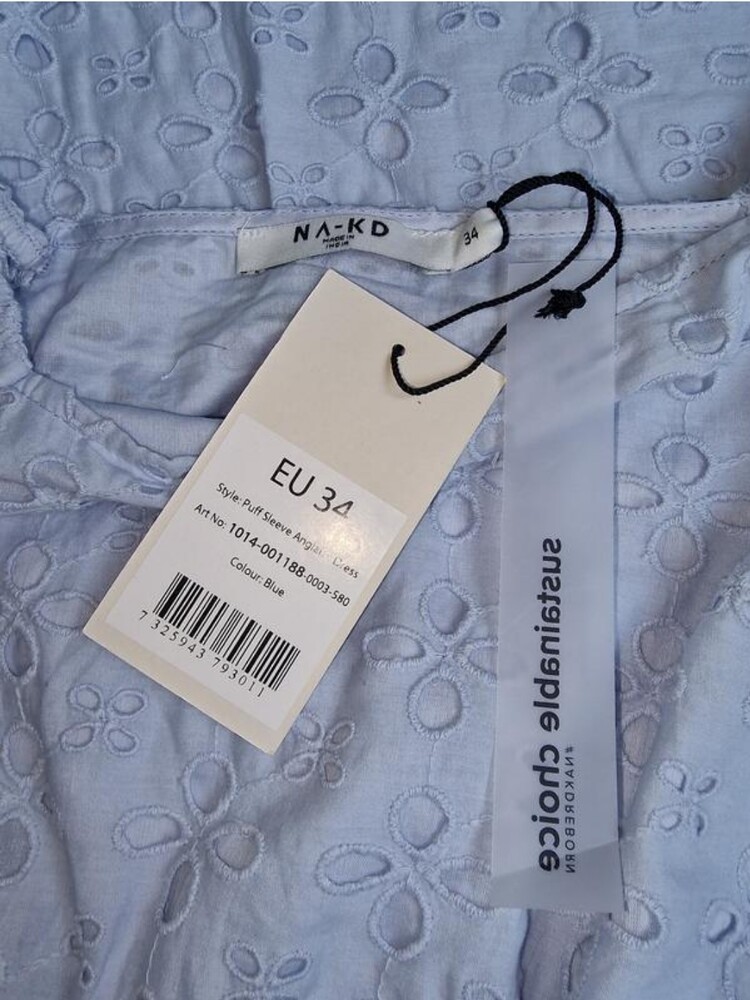 NA-KD
MADE IN
INDIA
34
EU 34
Style: Puff Sleeve Anglaise Dress
Art No: 1014-001188-0003-580
Colour: Blue
7 325943 793011
sustainable choice
#NAKDREBORN